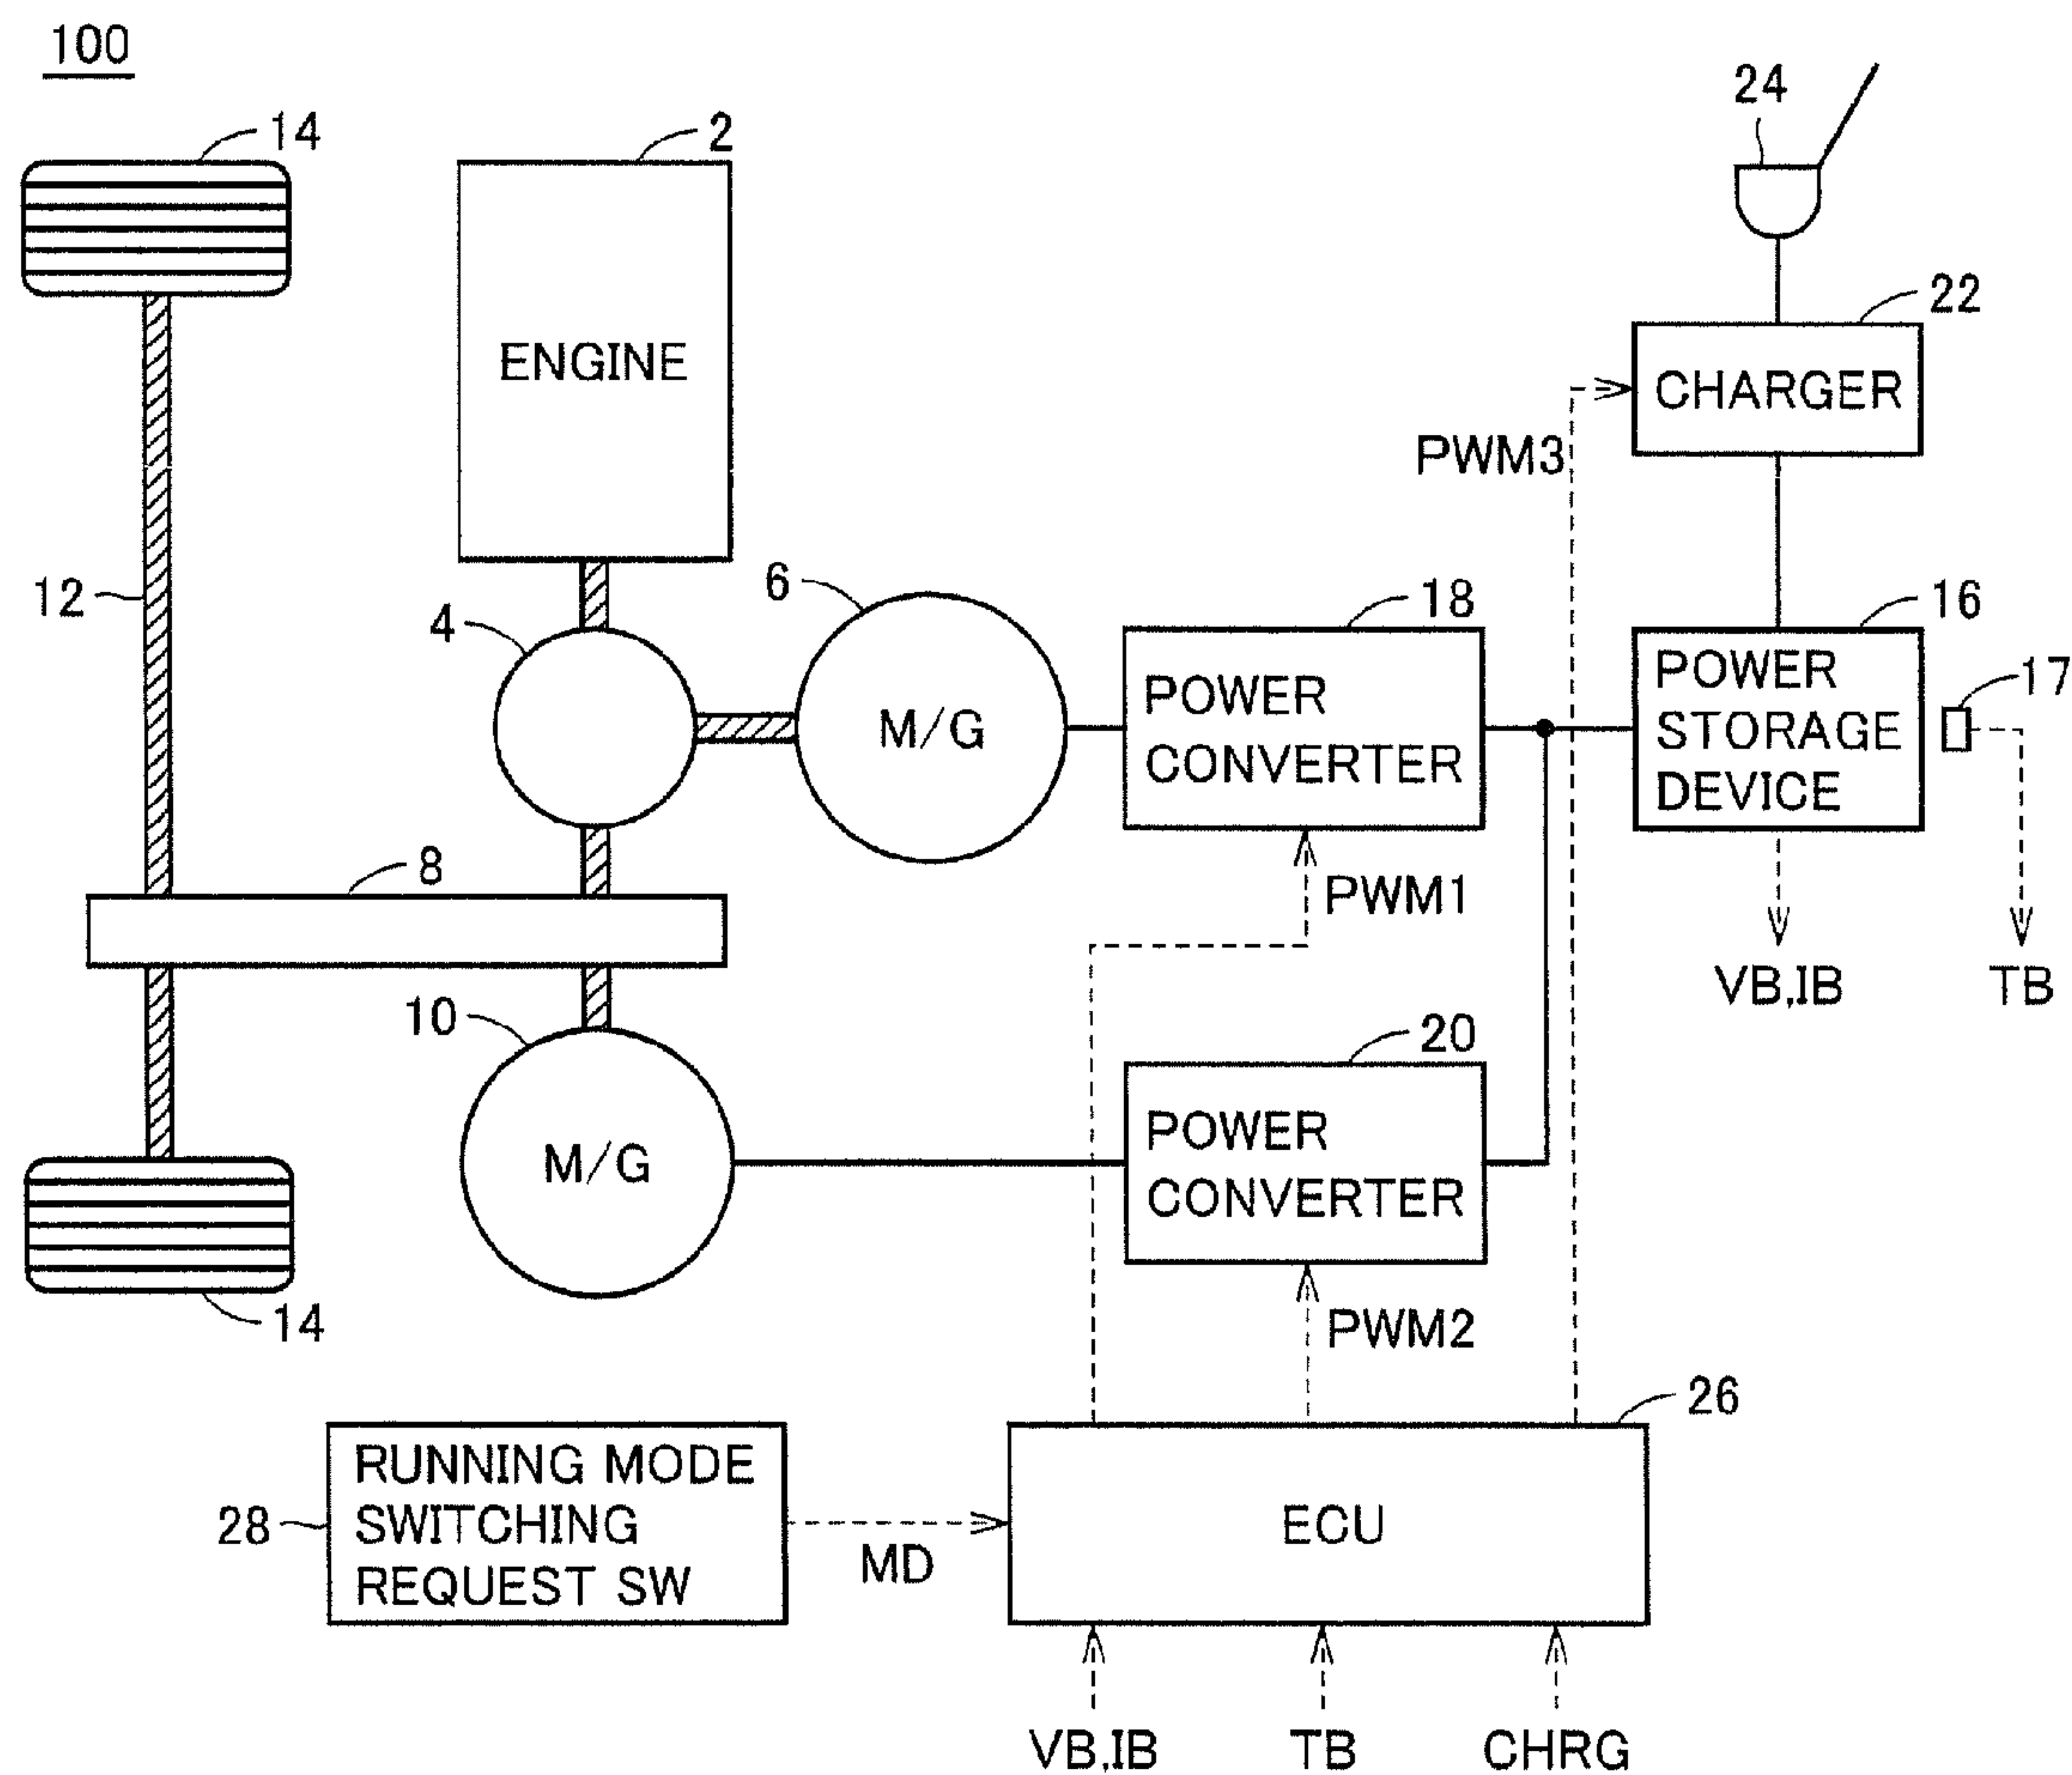 100
14
2
24
22
ENGINE
CHARGER
PWM3
12
4
6
18
16
17
M/G
POWER
CONVERTER
POWER
STORAGE
DEVICE
8
PWM1
VB,IB
TB
10
20
M/G
POWER
CONVERTER
14
PWM2
26
28
RUNNING MODE
SWITCHING
REQUEST SW
MD
ECU
VB,IB
TB
CHRG